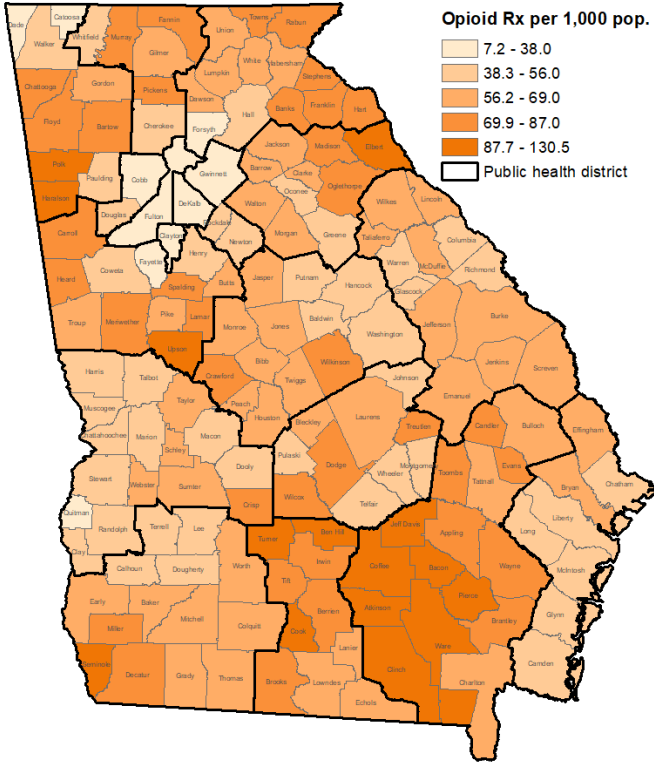 Opioid Rx per 1,000 pop.
7.2 - 38.0
38.3 - 56.0
56.2 - 69.0
69.9 - 87.0
87.7 - 130.5
Public health district
Dade
Catoosa
Walker
Whitfield
Murray
Fannin
Gilmer
Union
Towns
Rabun
White
Habersham
Lumpkin
Stephens
Chattooga
Gordon
Pickens
Dawson
Banks
Franklin
Hart
Floyd
Bartow
Cherokee
Forsyth
Hall
Jackson
Madison
Elbert
Polk
Paulding
Cobb
Gwinnett
Barrow
Clarke
Oglethorpe
Haralson
Douglas
Fulton
DeKalb
Oconee
Walton
Wilkes
Lincoln
Carroll
Clayton
Rockdale
Newton
Morgan
Greene
Taliaferro
Columbia
Fayette
Henry
McDuffie
Warren
Richmond
Heard
Coweta
Spalding
Butts
Jasper
Putnam
Hancock
Glascock
Troup
Meriwether
Pike
Lamar
Monroe
Jones
Baldwin
Washington
Jefferson
Burke
Upson
Bibb
Wilkinson
Harris
Talbot
Crawford
Twiggs
Johnson
Jenkins
Screven
Muscogee
Taylor
Peach
Houston
Bleckley
Laurens
Emanuel
Chattahoochee
Marion
Macon
Schley
Pulaski
Treutlen
Candler
Bulloch
Effingham
Stewart
Webster
Sumter
Dooly
Dodge
Wheeler
Montgomery
Toombs
Tattnall
Evans
Bryan
Chatham
Quitman
Randolph
Terrell
Lee
Crisp
Wilcox
Telfair
Jeff Davis
Appling
Long
Liberty
Clay
Calhoun
Dougherty
Worth
Turner
Ben Hill
Irwin
Coffee
Bacon
Wayne
McIntosh
Early
Baker
Mitchell
Tift
Berrien
Atkinson
Pierce
Brantley
Glynn
Miller
Colquitt
Cook
Ware
Seminole
Decatur
Grady
Thomas
Brooks
Lowndes
Lanier
Clinch
Charlton
Camden
Echols